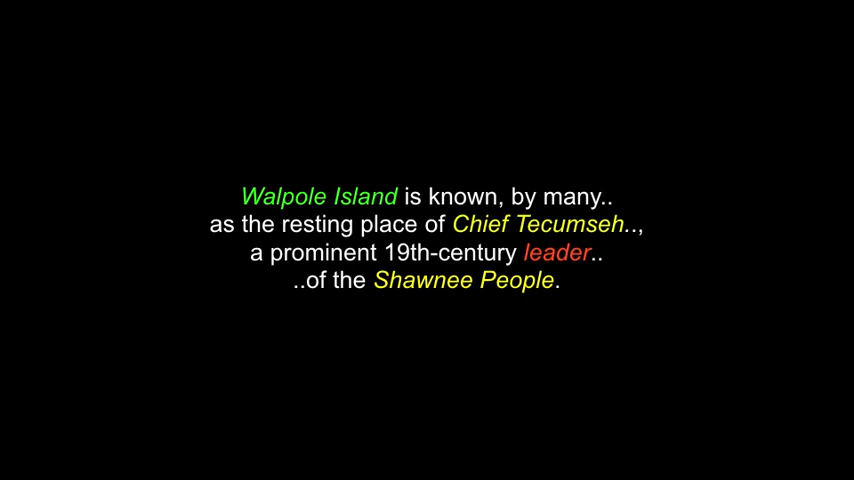 Walpole Island is known, by many..
as the resting place of Chief Tecumseh..,
a prominent 19th-century leader..
..of the Shawnee People.